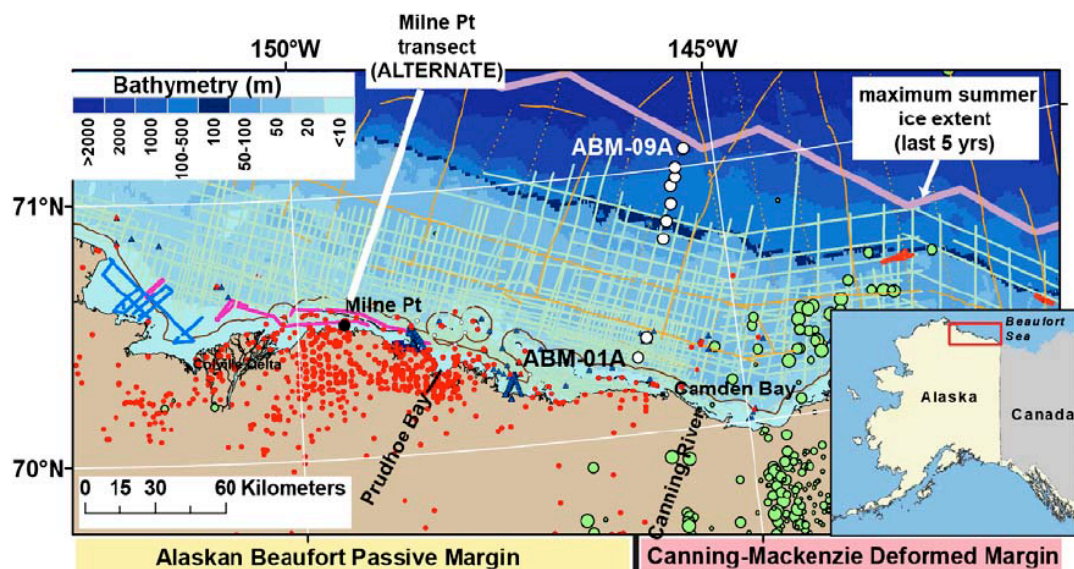 Milne Pt
transect
(ALTERNATE)
150°W
145°W
Bathymetry (m)
>2000
2000
1000
100-500
100
50-100
50
20
<10
maximum summer
ice extent
(last 5 yrs)
ABM-09A
71°N
Milne Pt
Colville Delta
ABM-01A
Camden Bay
Prudhoe Bay
Canning River
70°N
0 15 30 60 Kilometers
Beaufort
Sea
Alaska
Canada
Alaskan Beaufort Passive Margin
Canning-Mackenzie Deformed Margin